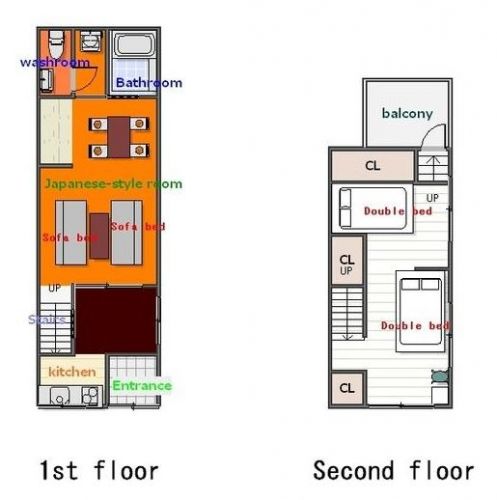 washroom
Bathroom
Japanese-style room
Sofa bed
Sofa bed
UP
Stairs
kitchen
Entrance
1st floor
balcony
CL
UP
Double bed
CL
UP
Double bed
CL
Second floor